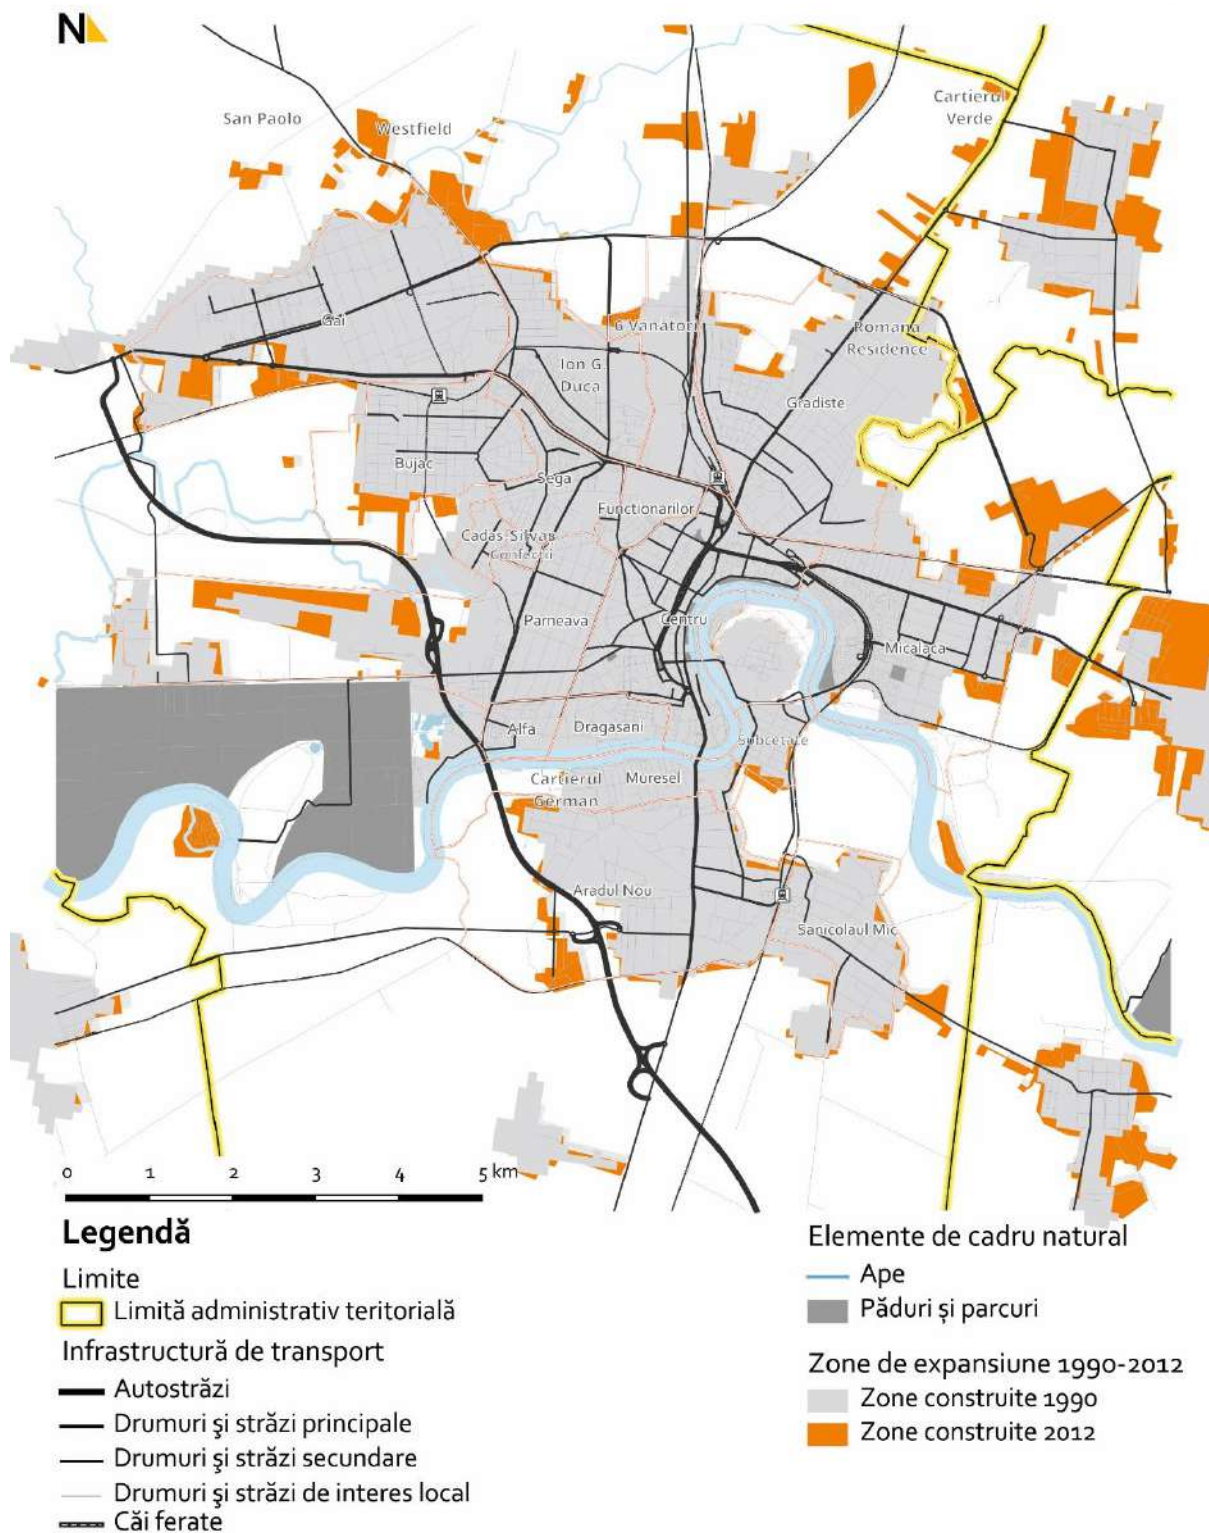 N
San Paolo
Westfield
Cartierul
Verde
Gai
6 Vanatori
Romana
Residence
Ion G.
Duca
Gradiste
Bujac
Sega
Functionarilor
Cadas-Silvas
Confectii
Parneava
Centru
Micalaca
Alfa
Dragasani
Subcetate
Cartierul
German
Muresel
Aradul Nou
Sanicolaul Mic
0 1 2 3 4 5 km
Legendă
Limite
Limită administrativ teritorială
Infrastructură de transport
Autostrăzi
Drumuri și străzi principale
Drumuri și străzi secundare
Drumuri și străzi de interes local
Căi ferate
Elemente de cadru natural
Ape
Păduri și parcuri
Zone de expansiune 1990-2012
Zone construite 1990
Zone construite 2012